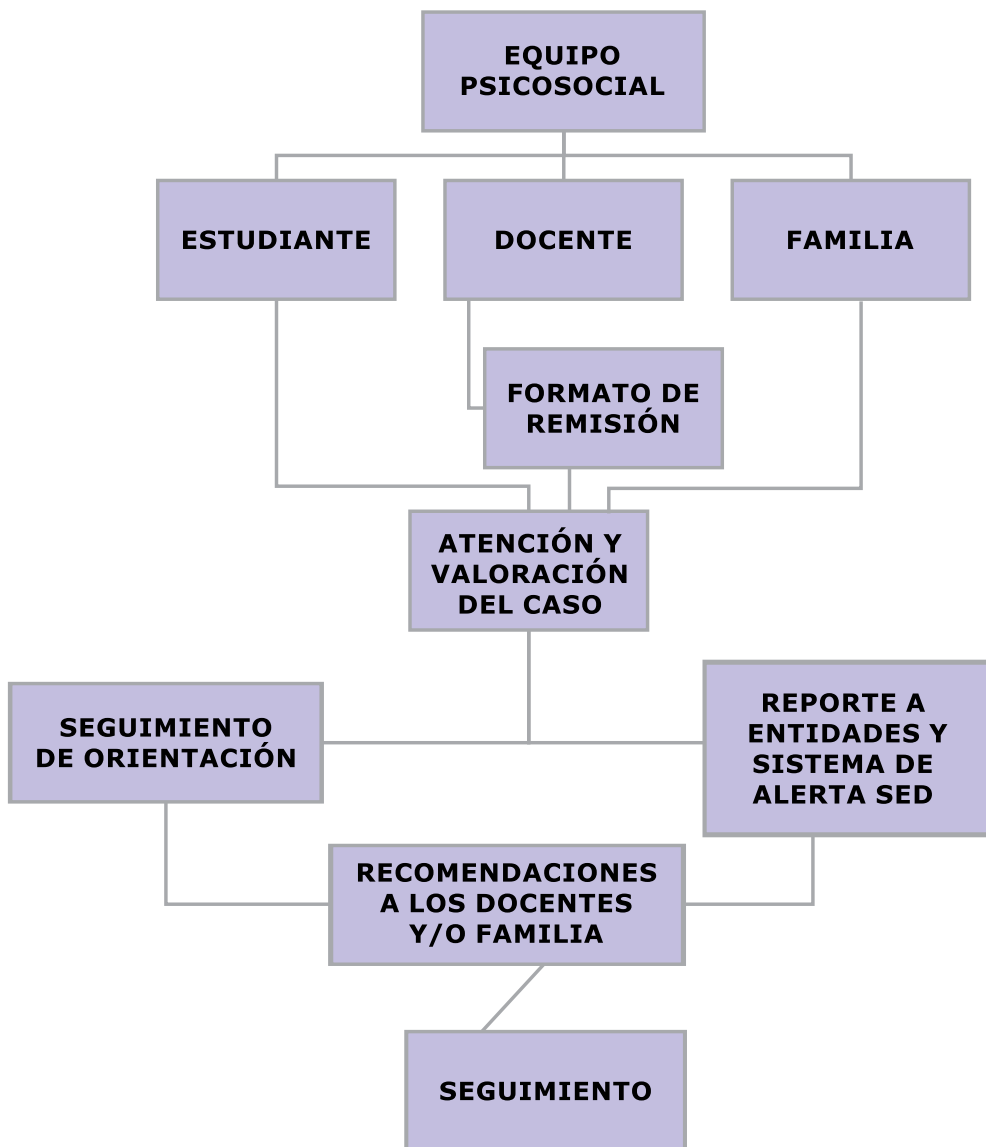 EQUIPO
PSICOSOCIAL
ESTUDIANTE
DOCENTE
FAMILIA
FORMATO DE
REMISIÓN
ATENCIÓN Y
VALORACIÓN
DEL CASO
SEGUIMIENTO
DE ORIENTACIÓN
REPORTE A
ENTIDADES Y
SISTEMA DE
ALERTA SED
RECOMENDACIONES
A LOS DOCENTES
Y/O FAMILIA
SEGUIMIENTO